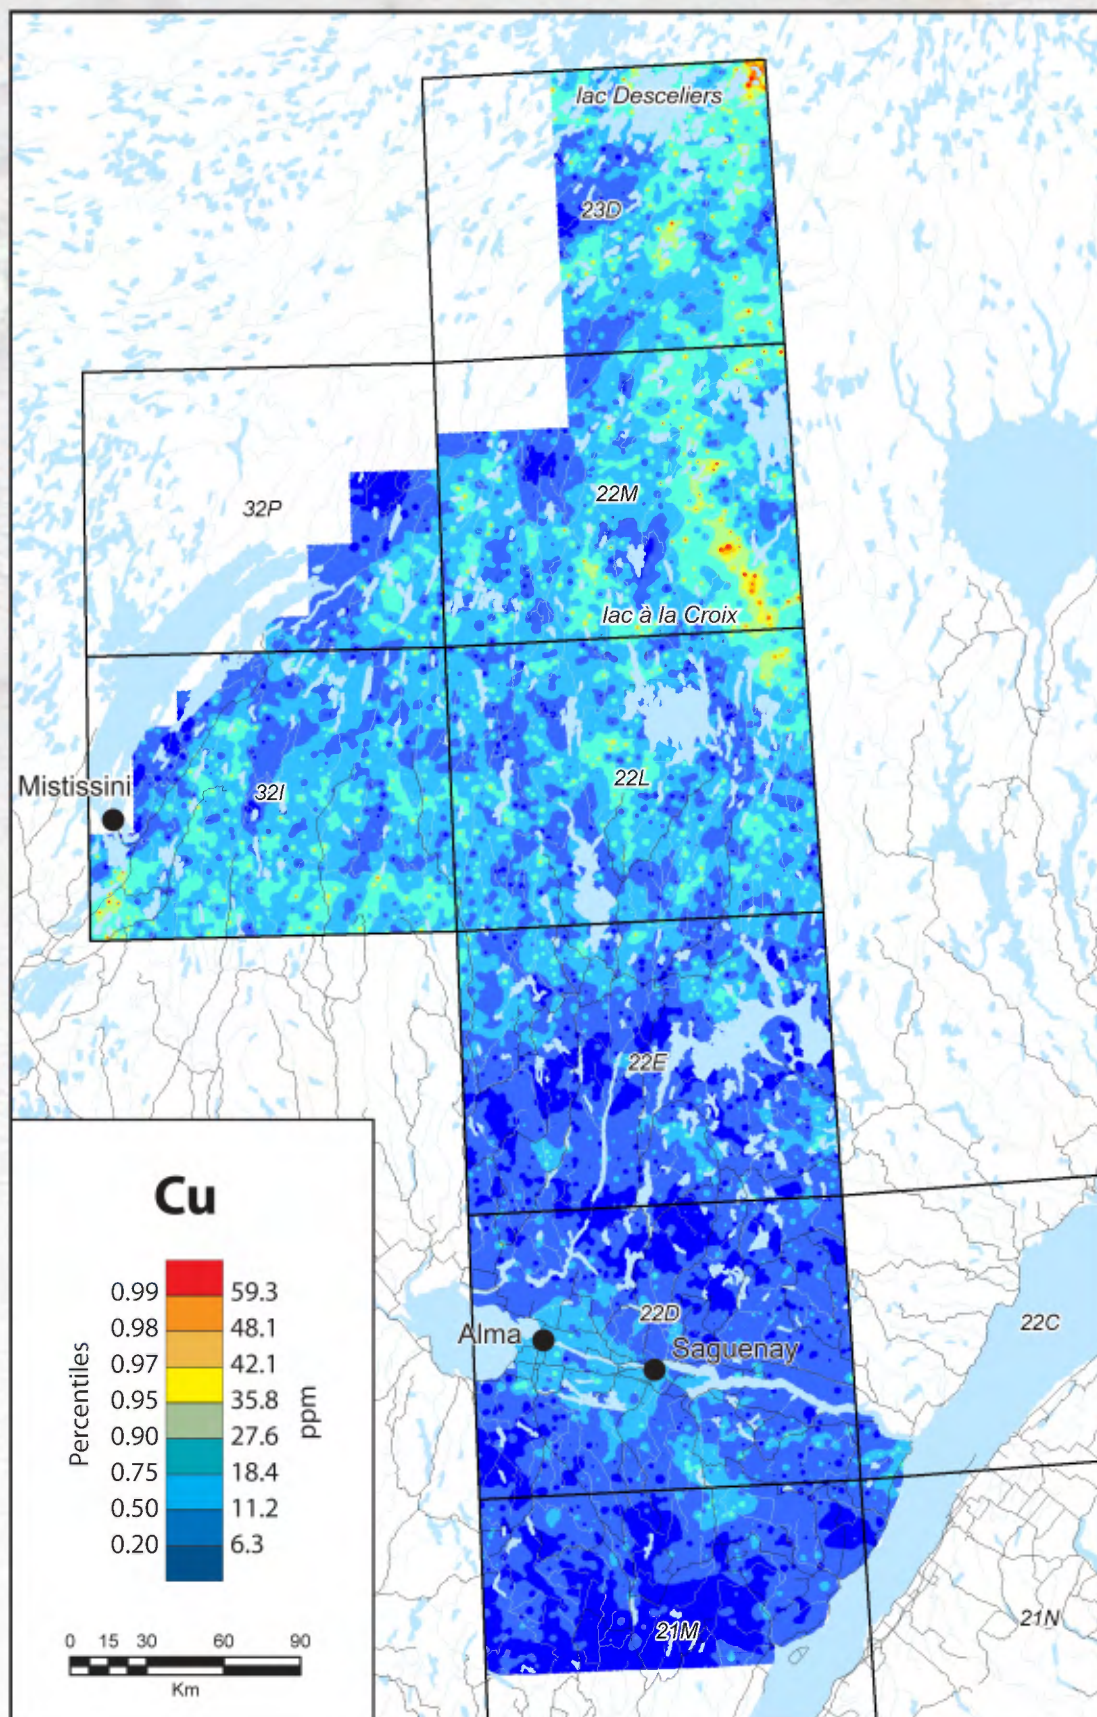 lac Desceliers
23D
32P
22M
lac à la Croix
Mistissini
32I
22L
22E
Cu
0.99 59.3
0.98 48.1
0.97 42.1
0.95 35.8
0.90 27.6
0.75 18.4
0.50 11.2
0.20 6.3
Percentiles
ppm
0 15 30 60 90
Km
22D
Alma
Saguenay
22C
21M
21N